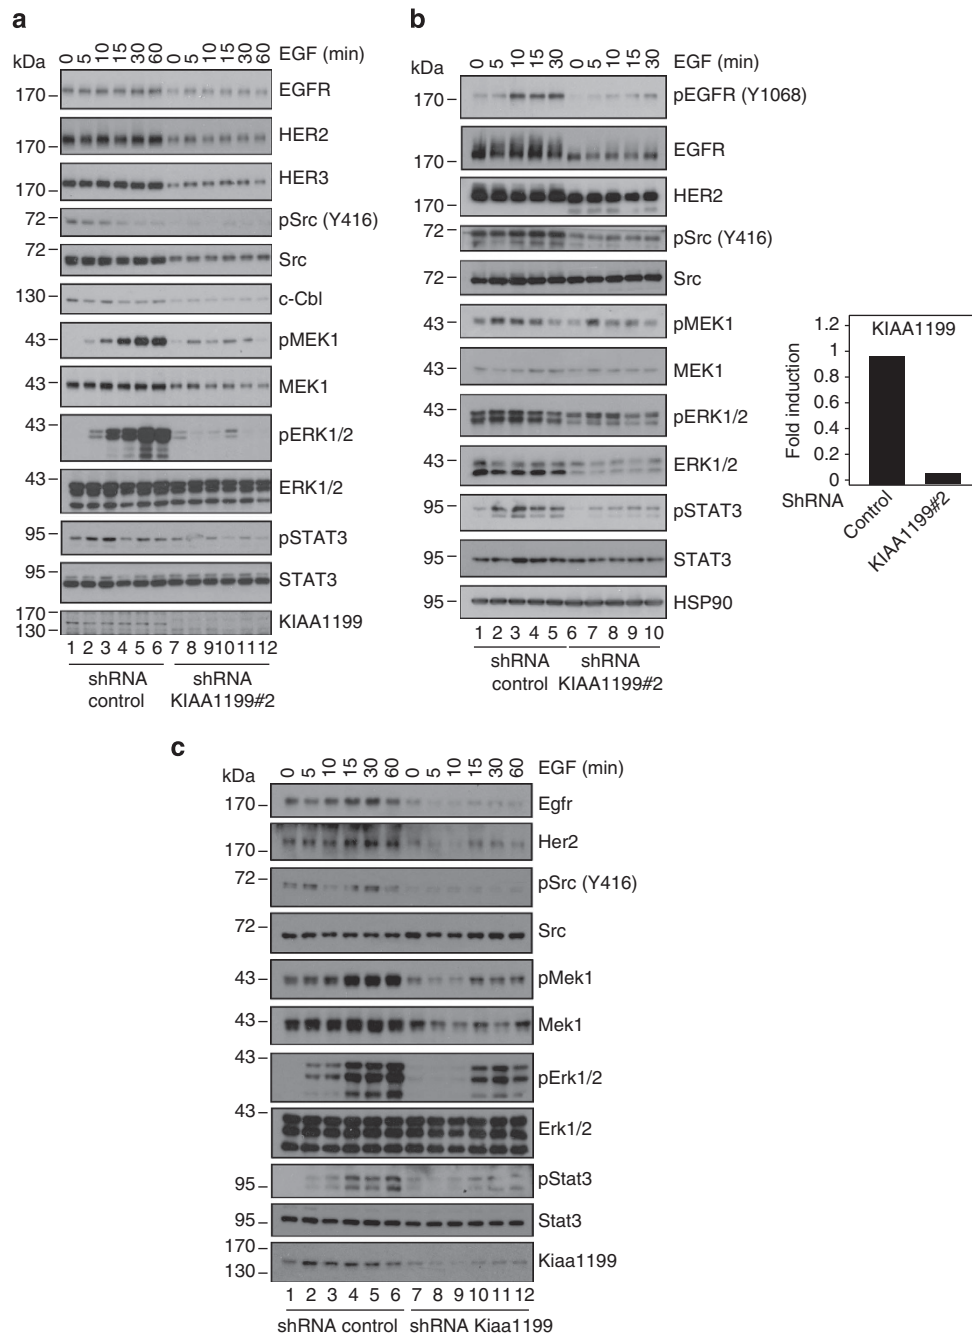 a
kDa
0 5 10 15 30 60 0 5 10 15 30 60 EGF (min)
170 EGFR
170 HER2
170 HER3
72 pSrc (Y416)
72 Src
130 c-Cbl
43 pMEK1
43 MEK1
43 pERK1/2
43 ERK1/2
95 pSTAT3
95 STAT3
170 KIAA1199
130
1 2 3 4 5 6 7 8 9 10 11 12
shRNA control
shRNA KIAA1199#2
b
kDa
0 5 10 15 30 0 5 10 15 30 EGF (min)
170 pEGFR (Y1068)
170 EGFR
170 HER2
72 pSrc (Y416)
72 Src
43 pMEK1
43 MEK1
43 pERK1/2
43 ERK1/2
95 pSTAT3
95 STAT3
95 HSP90
1 2 3 4 5 6 7 8 9 10
shRNA control
shRNA KIAA1199#2
KIAA1199
Fold induction
1.2
1
0.8
0.6
0.4
0.2
0
ShRNA
Control
KIAA1199#2
c
kDa
0 5 10 15 30 60 0 5 10 15 30 60 EGF (min)
170 Egfr
170 Her2
72 pSrc (Y416)
72 Src
43 pMek1
43 Mek1
43 pErk1/2
43 Erk1/2
95 pStat3
95 Stat3
170 Kiaa1199
130
1 2 3 4 5 6 7 8 9 10 11 12
shRNA control shRNA Kiaa1199